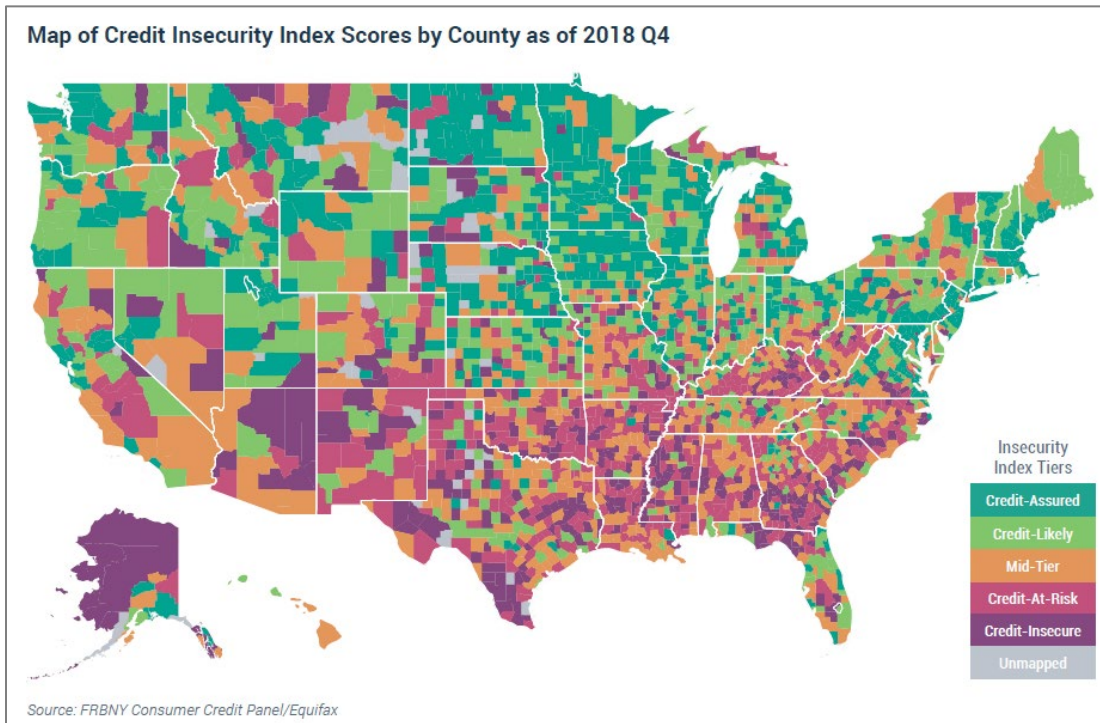 Map of Credit Insecurity Index Scores by County as of 2018 Q4
Insecurity
Index Tiers
Credit-Assured
Credit-Likely
Mid-Tier
Credit-At-Risk
Credit-Insecure
Unmapped
Source: FRBNY Consumer Credit Panel/Equifax